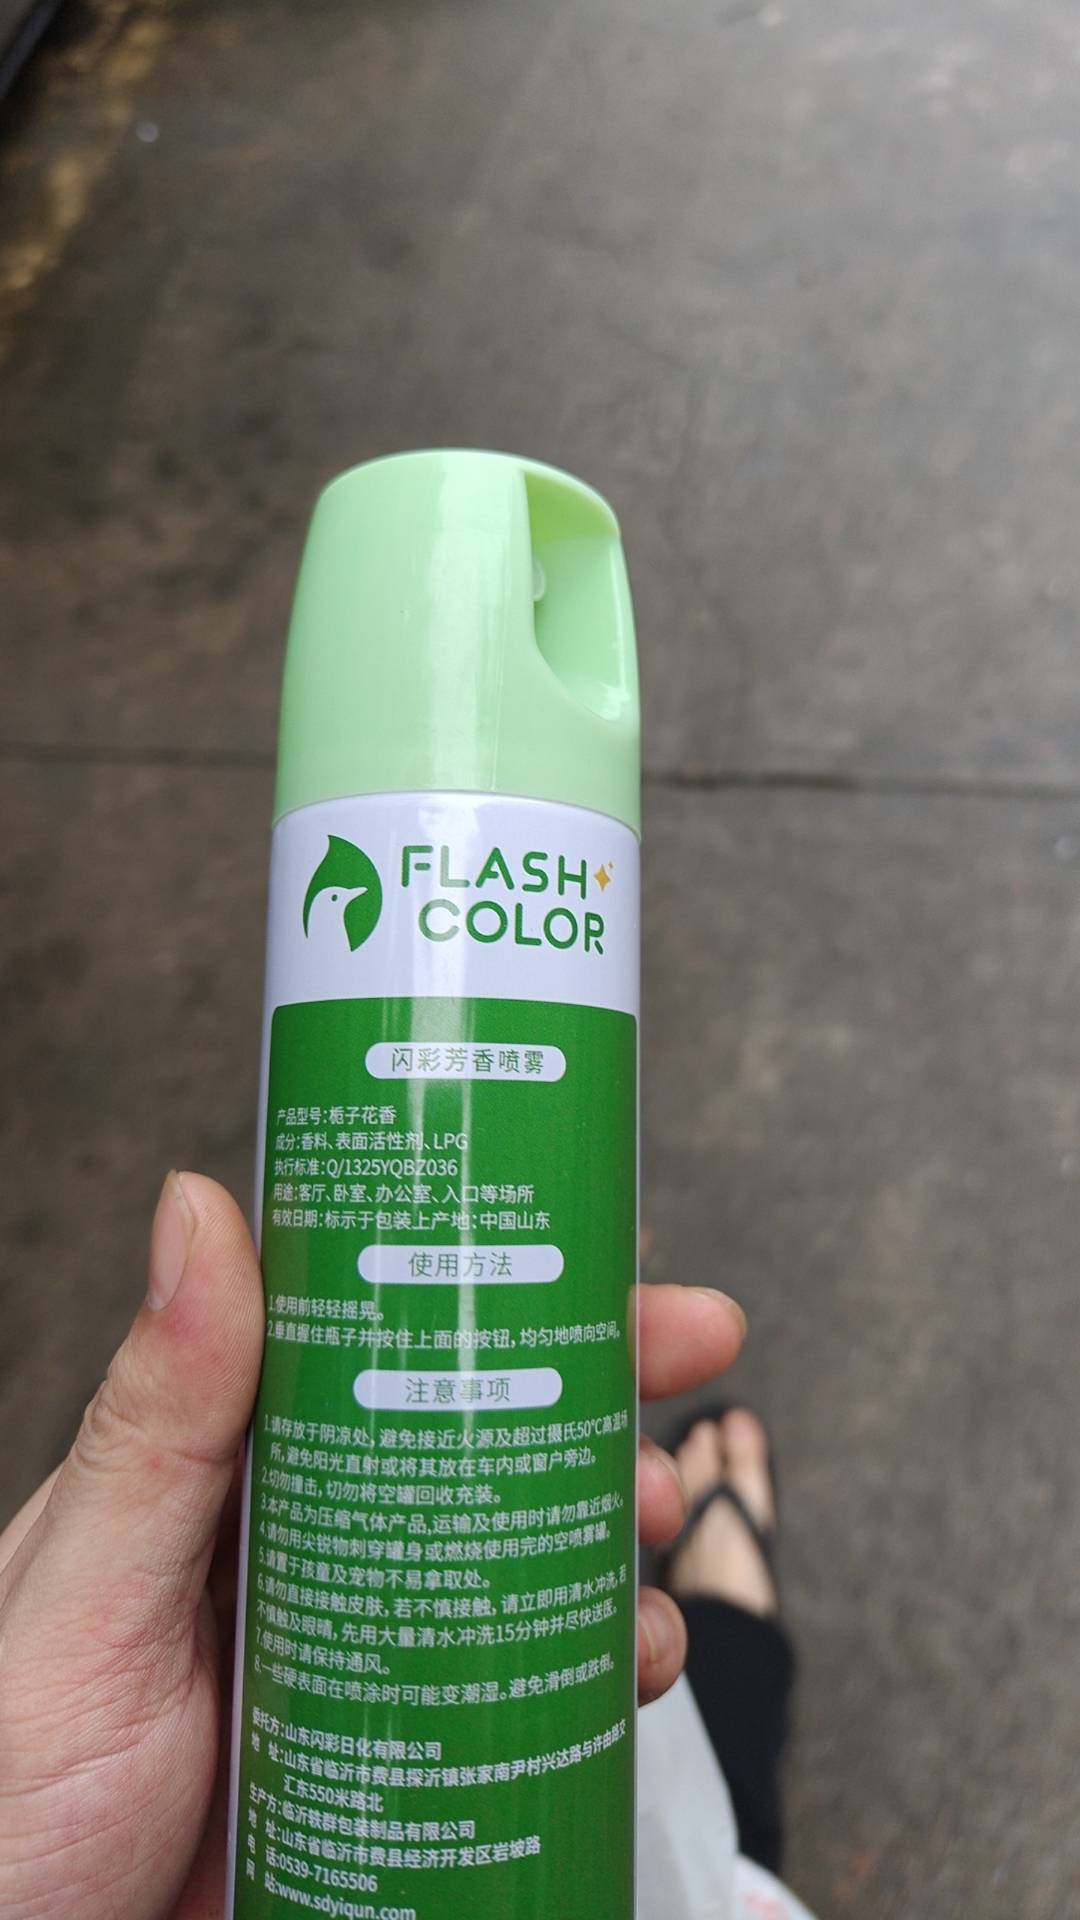 FLASH
COLOR
闪彩芳香喷雾
产品型号:栀子花香
成分:香料、表面活性剂、LPG
执行标准:Q/1325YQBZ036
用途:客厅、卧室、办公室、入口等场所
有效日期:标示于包装上产地:中国山东
使用方法
1.使用前轻轻摇晃。
2.垂直握住瓶子并按住上面的按钮,均匀地喷向空间。
注意事项
1.请存放于阴凉处,避免接近火源及超过摄氏50°C高温场
所,避免阳光直射或将其放在车内或窗户旁边。
2.切勿撞击,切勿将空罐回收充装。
3.本产品为压缩气体产品,运输及使用时请勿靠近烟火。
4.请勿用尖锐物刺穿罐身或燃烧使用完的空喷雾罐。
5.请置于孩童及宠物不易拿取处。
6.请勿直接接触皮肤,若不慎接触,请立即用清水冲洗,若
不慎触及眼睛,先用大量清水冲洗15分钟并尽快送医。
7.使用时请保持通风。
8.一些硬表面在喷涂时可能变潮湿。避免滑倒或跌倒。
委托方:山东闪彩日化有限公司
地 址:山东省临沂市费县探沂镇张家南尹村兴达路与许由路交
汇东550米路北
生产方:临沂轶群包装制品有限公司
地 址:山东省临沂市费县经济开发区岩坡路
电 话:0539-7165506
网 站:www.sdyiqun.com